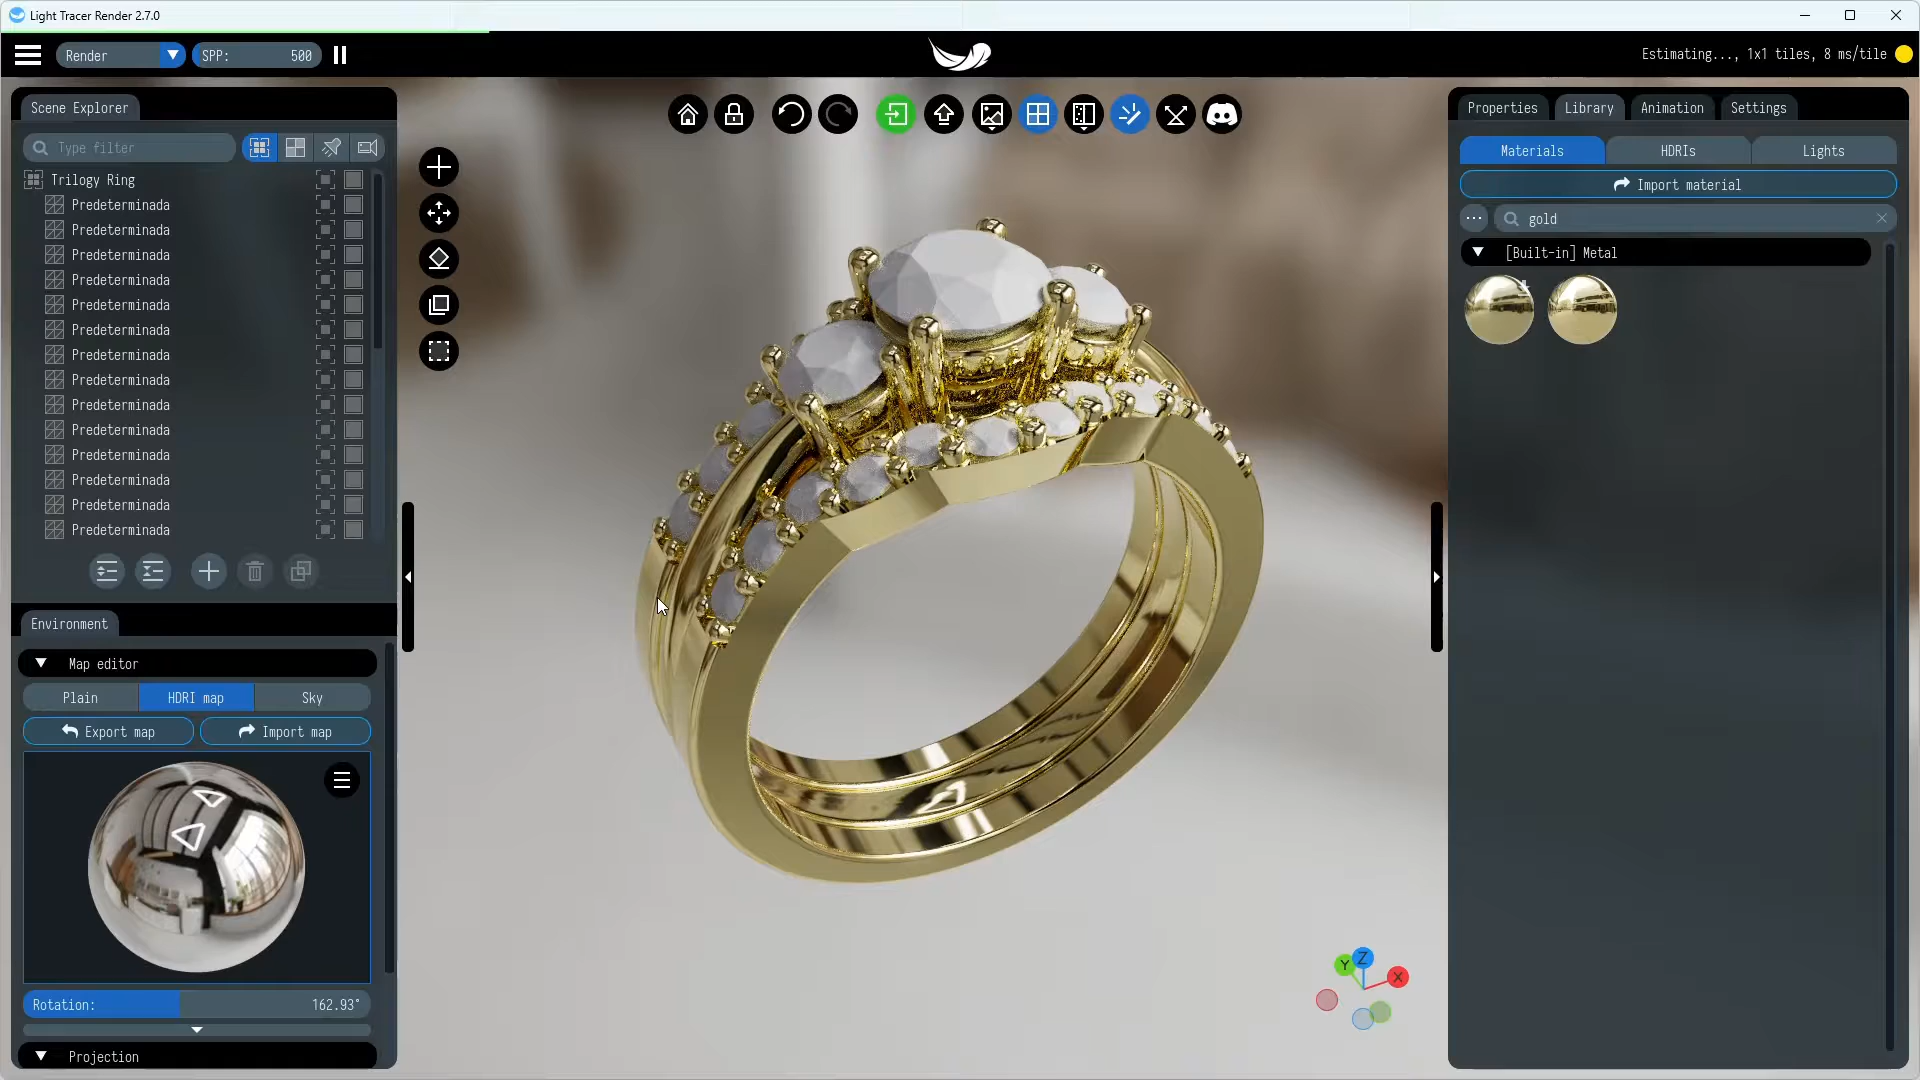 Light Tracer Render 2.7.0
Render
SPP: 500
Estimating..., 1x1 tiles, 8 ms/tile
Scene Explorer
Type filter
Trilogy Ring
Predeterminada
Predeterminada
Predeterminada
Predeterminada
Predeterminada
Predeterminada
Predeterminada
Predeterminada
Predeterminada
Predeterminada
Predeterminada
Predeterminada
Predeterminada
Predeterminada
Environment
Map editor
Plain HDRI map Sky
Export map Import map
Rotation: 162.93°
Projection
Y Z X
Properties Library Animation Settings
Materials HDRIs Lights
Import material
gold
[Built-in] Metal